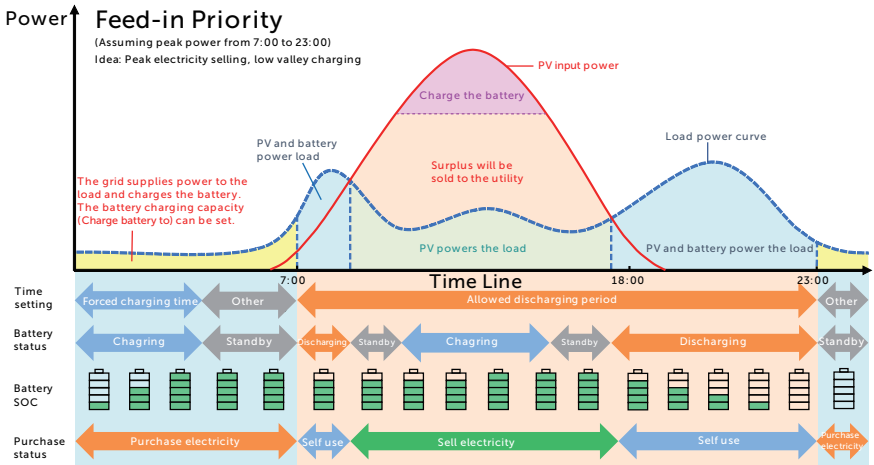 Power
Feed-in Priority
(Assuming peak power from 7:00 to 23:00)
Idea: Peak electricity selling, low valley charging
PV input power
Charge the battery
PV and battery
power load
Load power curve
Surplus will be
sold to the utility
The grid supplies power to the
load and charges the battery.
The battery charging capacity
(Charge battery to) can be set.
PV powers the load
PV and battery power the load
7:00
Time Line
18:00
23:00
Time
setting
Forced charging time
Other
Allowed discharging period
Other
Battery
status
Chagring
Standby
Discharging
Standby
Chagring
Standby
Discharging
Standby
Battery
SOC
Purchase
status
Purchase electricity
Self use
Sell electricity
Self use
Purchase
electricity